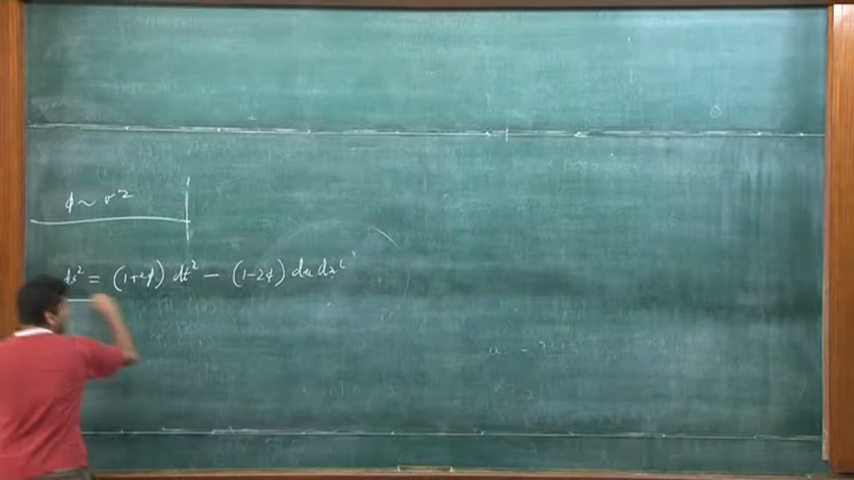 ϕ ~ v²
ds² = (1+2ϕ) dt² − (1−2ϕ) dx dx
a = −